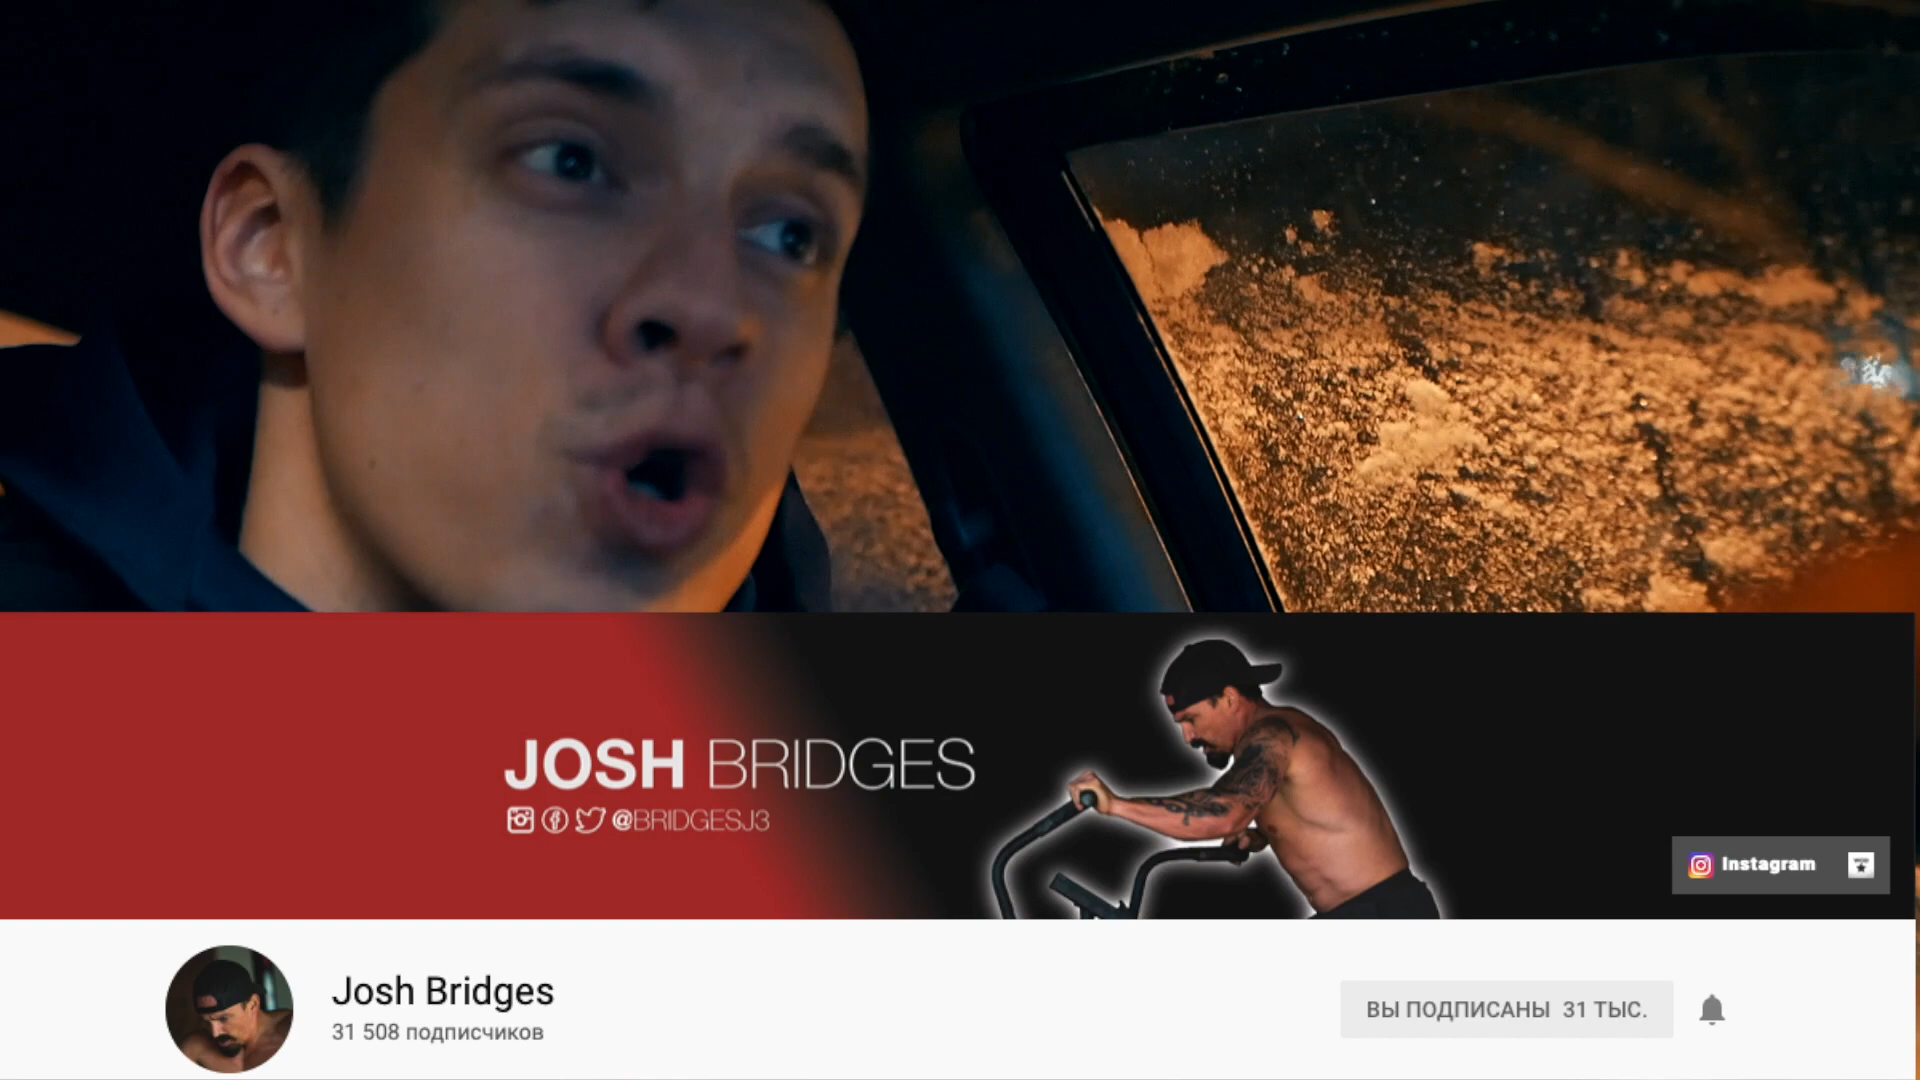 JOSH BRIDGES
@BRIDGESJ3
Instagram
Josh Bridges
31 508 подписчиков
ВЫ ПОДПИСАНЫ 31 ТЫС.